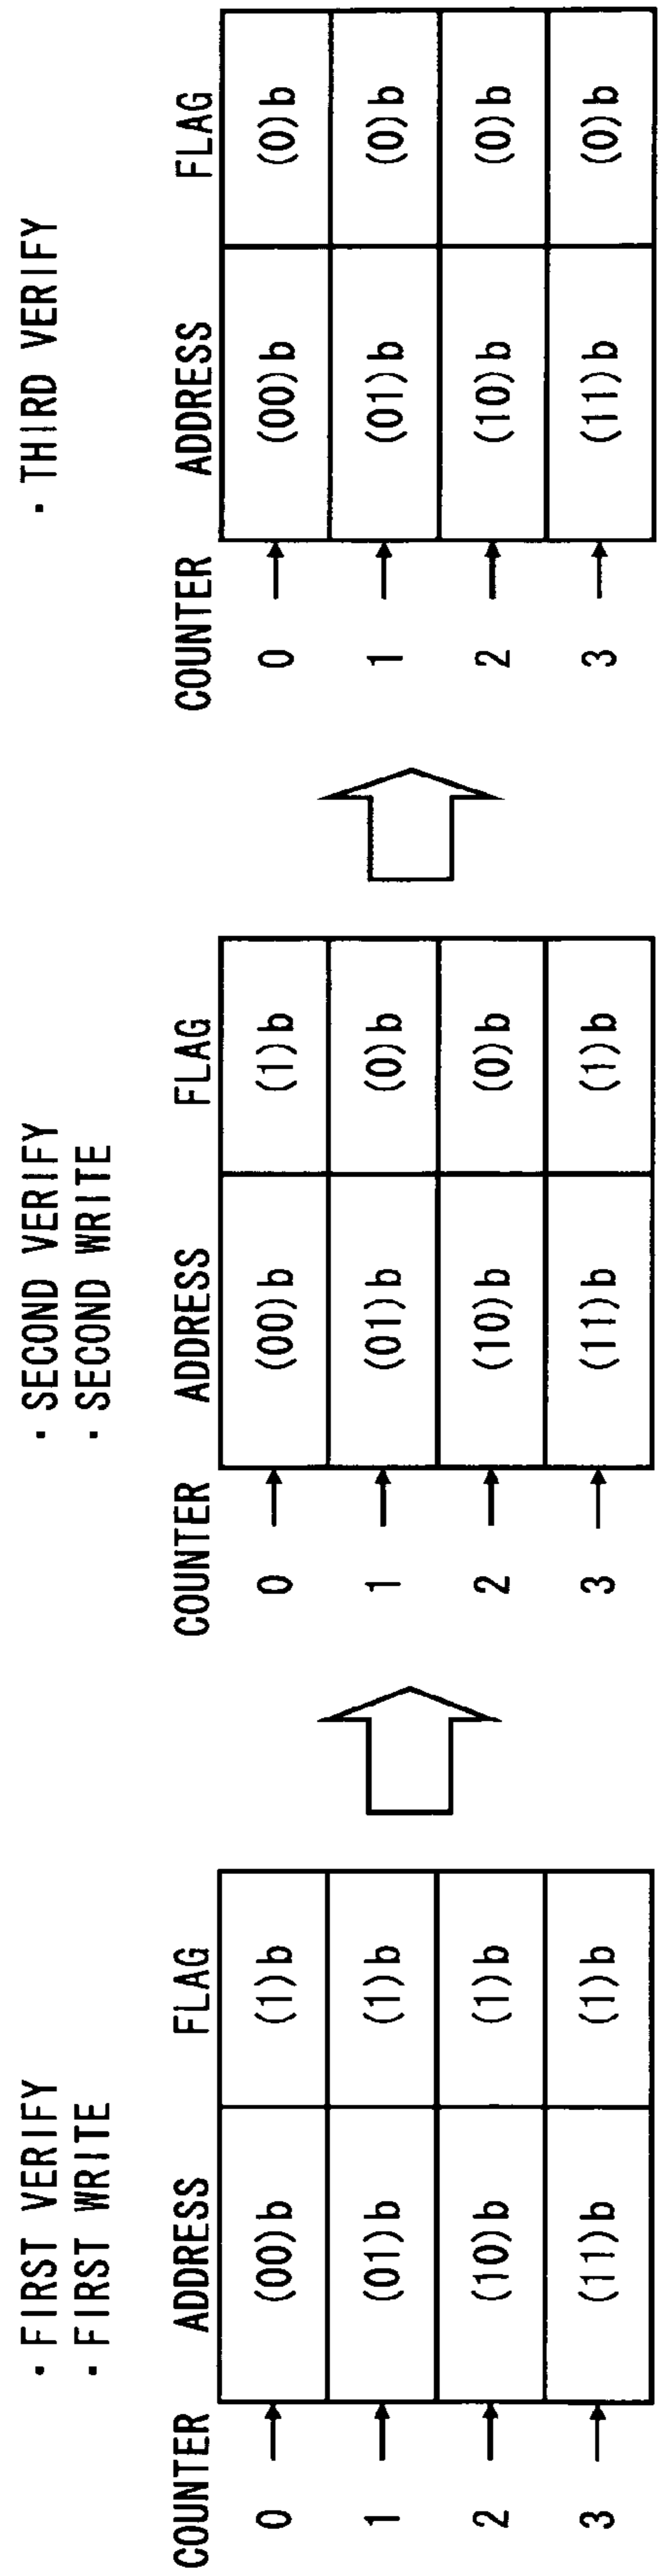 · FIRST VERIFY
· FIRST WRITE
COUNTER ADDRESS FLAG
0 (00)b (1)b
1 (01)b (1)b
2 (10)b (1)b
3 (11)b (1)b
· SECOND VERIFY
· SECOND WRITE
COUNTER ADDRESS FLAG
0 (00)b (1)b
1 (01)b (0)b
2 (10)b (0)b
3 (11)b (1)b
· THIRD VERIFY
COUNTER ADDRESS FLAG
0 (00)b (0)b
1 (01)b (0)b
2 (10)b (0)b
3 (11)b (0)b